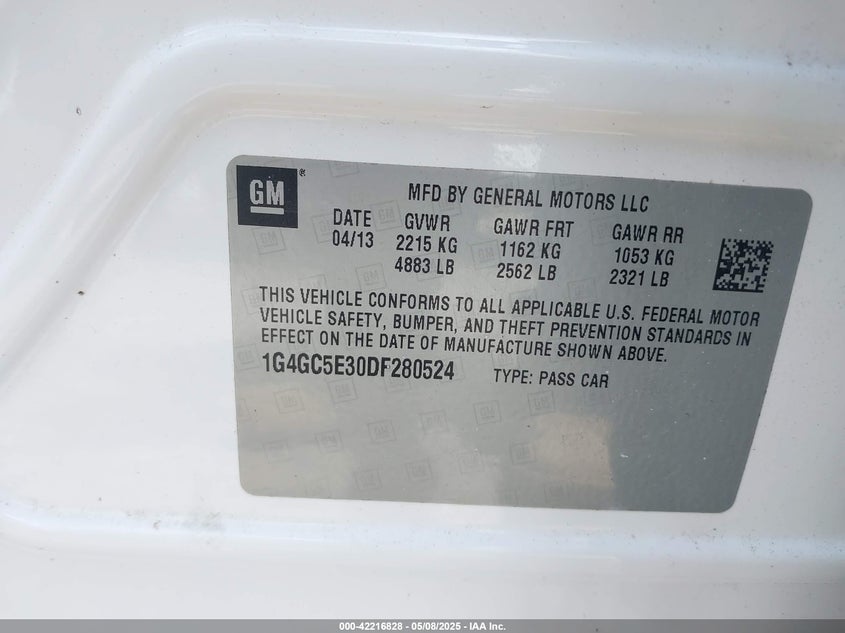 GM ®
MFD BY GENERAL MOTORS LLC
DATE GVWR GAWR FRT GAWR RR
04/13 2215 KG 1162 KG 1053 KG
4883 LB 2562 LB 2321 LB
THIS VEHICLE CONFORMS TO ALL APPLICABLE U.S. FEDERAL MOTOR
VEHICLE SAFETY, BUMPER, AND THEFT PREVENTION STANDARDS IN
EFFECT ON THE DATE OF MANUFACTURE SHOWN ABOVE.
1G4GC5E30DF280524 TYPE: PASS CAR
000-42216828 - 05/08/2025 - IAA Inc.